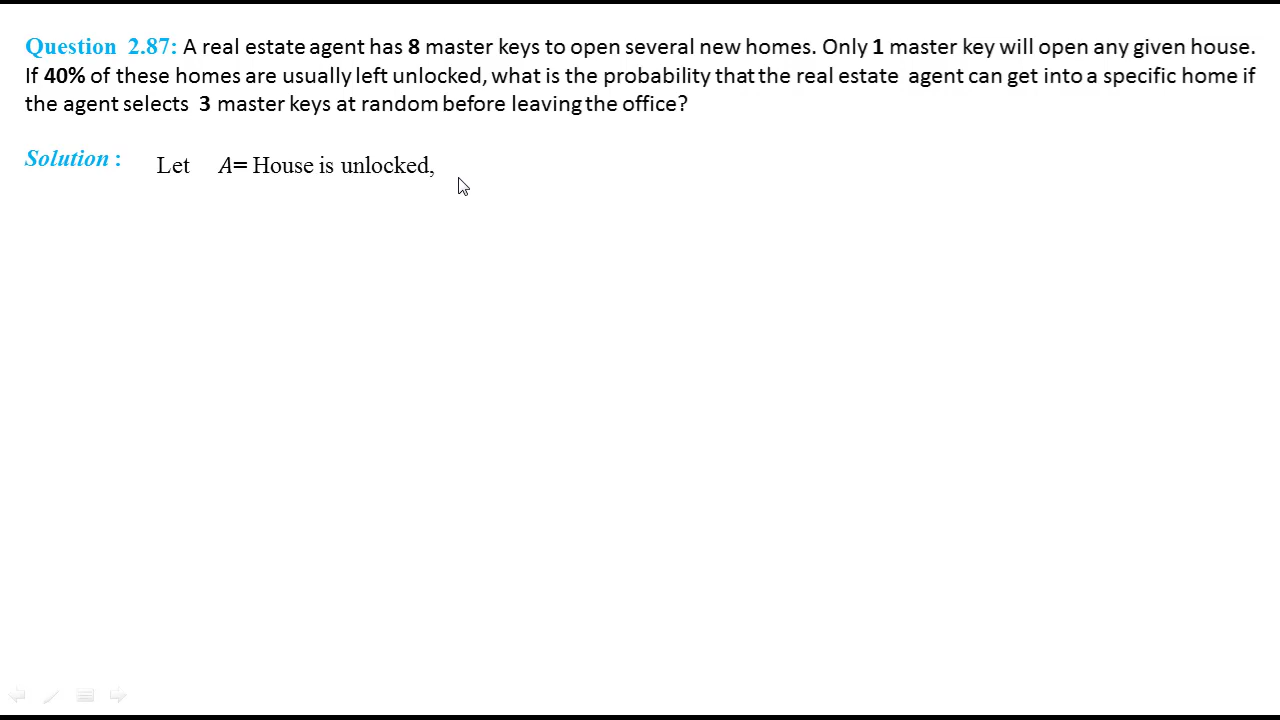 Question 2.87: A real estate agent has 8 master keys to open several new homes. Only 1 master key will open any given house.
If 40% of these homes are usually left unlocked, what is the probability that the real estate agent can get into a specific home if
the agent selects 3 master keys at random before leaving the office?
Solution : Let A= House is unlocked,